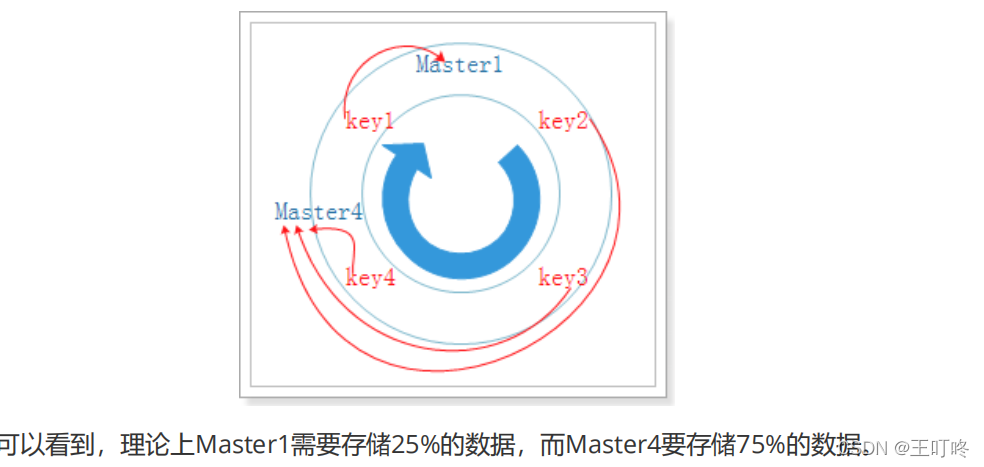 Master1
key1
key2
Master4
key4
key3
可以看到，理论上Master1需要存储25%的数据，而Master4要存储75%的数据。
CSDN @王叮咚